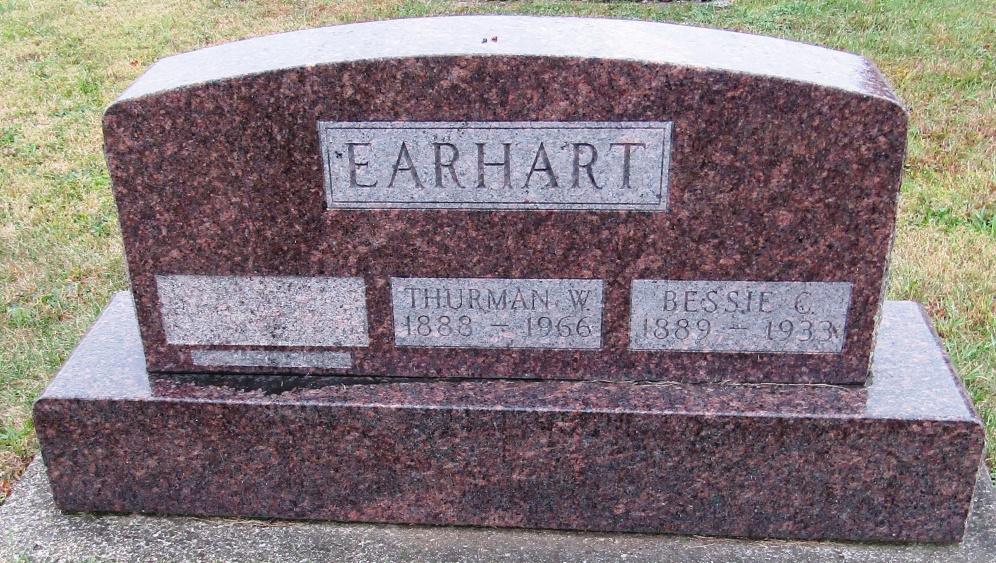 EARHART
THURMAN W.
1888 – 1966
BESSIE C.
1889 – 1933